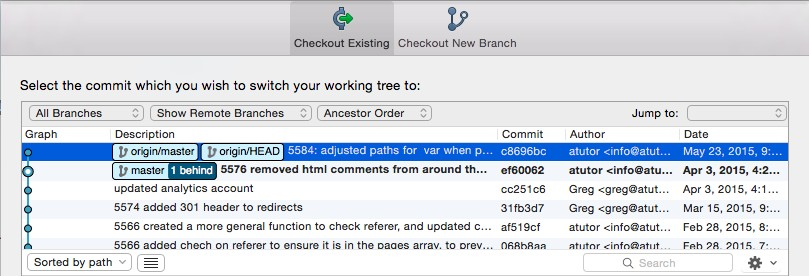 Checkout Existing Checkout New Branch
Select the commit which you wish to switch your working tree to:
All Branches Show Remote Branches Ancestor Order Jump to:
Graph Description Commit Author Date
origin/master origin/HEAD 5584: adjusted paths for var when p... c8696bc atutor <info@atut... May 23, 2015, 9:...
master 1 behind 5576 removed html comments from around th... ef60062 atutor <info@atu... Apr 3, 2015, 4:2...
updated analytics account cc251c6 Greg <greg@atuto... Apr 3, 2015, 4:1...
5574 added 301 header to redirects 31fb3d7 Greg <greg@atuto... Mar 15, 2015, 9:...
5566 created a more general function to check referer, and updated c... af519cf atutor <info@atut... Feb 28, 2015, 8:...
5566 added chech on referer to ensure it is in the pages array, to prev... 068b8aa atutor <info@atut... Feb 28, 2015, 7:...
Sorted by path Search